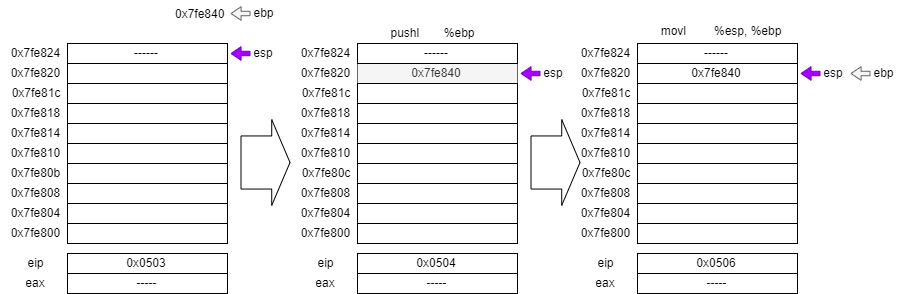 0x7fe840 ebp
pushl %ebp
movl %esp, %ebp
0x7fe824 ------ esp
0x7fe820
0x7fe81c
0x7fe818
0x7fe814
0x7fe810
0x7fe80b
0x7fe808
0x7fe804
0x7fe800
eip 0x0503
eax -----
0x7fe824 ------
0x7fe820 0x7fe840 esp
0x7fe81c
0x7fe818
0x7fe814
0x7fe810
0x7fe80c
0x7fe808
0x7fe804
0x7fe800
eip 0x0504
eax -----
0x7fe824 ------
0x7fe820 0x7fe840 esp ebp
0x7fe81c
0x7fe818
0x7fe814
0x7fe810
0x7fe80c
0x7fe808
0x7fe804
0x7fe800
eip 0x0506
eax -----